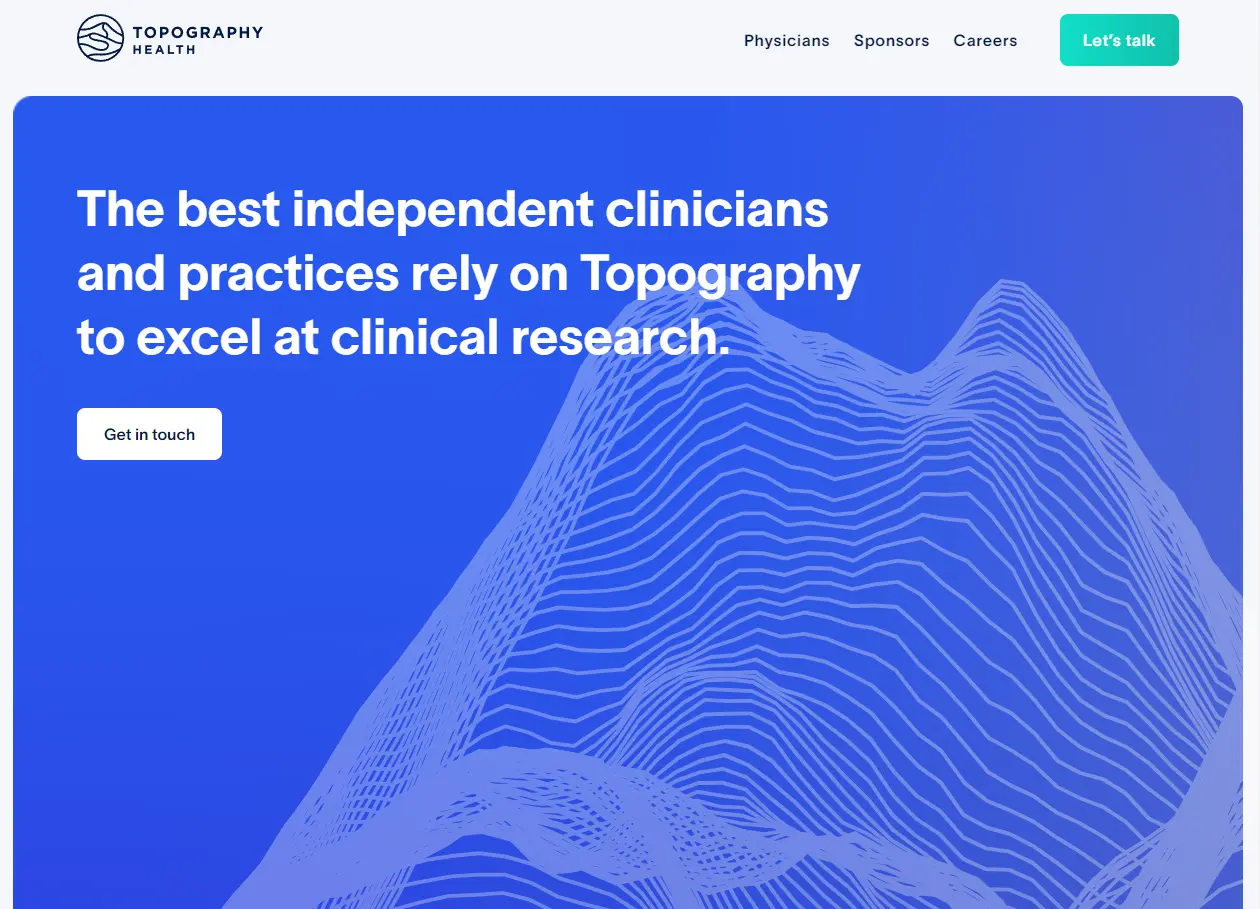 TOPOGRAPHY
HEALTH
Physicians Sponsors Careers Let's talk
The best independent clinicians
and practices rely on Topography
to excel at clinical research.
Get in touch